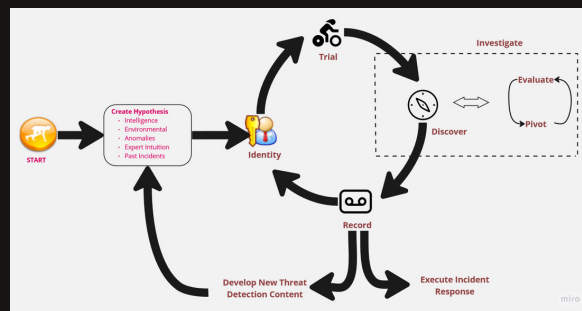 START
Create Hypothesis
- Intelligence
- Environmental
- Anomalies
- Expert Intuition
- Past Incidents
Identity
Trial
Investigate
Discover
Evaluate
Pivot
Record
Develop New Threat
Detection Content
Execute Incident
Response
miro